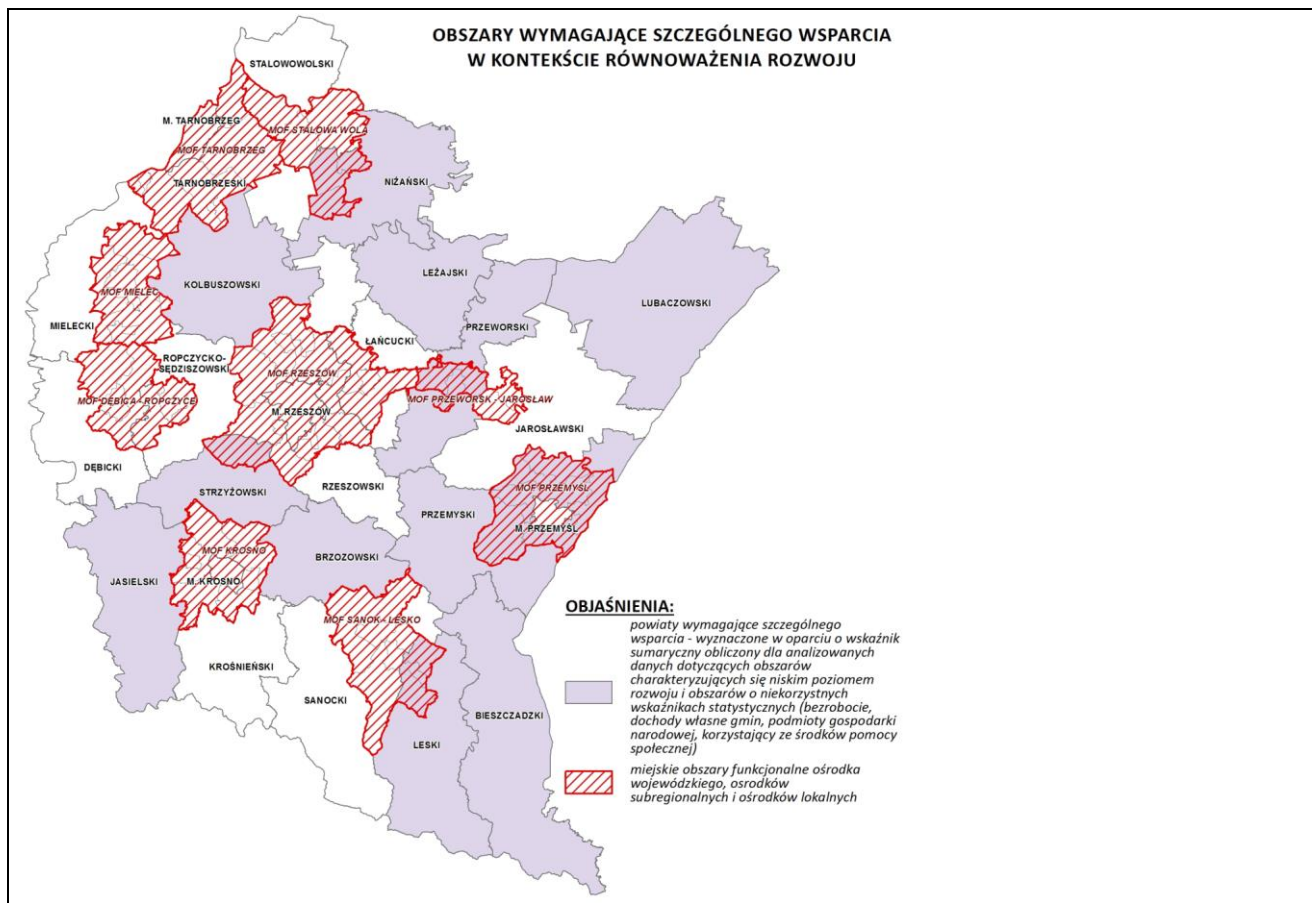 OBSZARY WYMAGAJĄCE SZCZEGÓLNEGO WSPARCIA
W KONTEKŚCIE RÓWNOWAŻENIA ROZWOJU
STALOWOWOLSKI
M. TARNOBRZEG
MOF STALOWA WOLA
MOF TARNOBRZEG
TARNOBRZESKI
NIŻAŃSKI
LEŻAJSKI
KOLBUSZOWSKI
MOF MIELEC
LUBACZOWSKI
MIELECKI
PRZEWORSKI
ŁAŃCUCKI
ROPCZYCKO-
SĘDZISZOWSKI
MOF RZESZÓW
MOF DĘBICA - ROPCZYCE
MOF PRZEWORSK - JAROSŁAW
M. RZESZÓW
JAROSŁAWSKI
DĘBICKI
STRZYŻOWSKI
RZESZOWSKI
MOF PRZEMYŚL
PRZEMYSKI
M. PRZEMYŚL
MOF KROSNO
BRZOZOWSKI
JASIELSKI
M. KROSNO
MOF SANOK - LESKO
KROŚNIEŃSKI
SANOCKI
BIESZCZADZKI
LESKI
OBJAŚNIENIA:
powiaty wymagające szczególnego
wsparcia - wyznaczone w oparciu o wskaźnik
sumaryczny obliczony dla analizowanych
danych dotyczących obszarów
charakteryzujących się niskim poziomem
rozwoju i obszarów o niekorzystnych
wskaźnikach statystycznych (bezrobocie,
dochody własne gmin, podmioty gospodarki
narodowej, korzystający ze środków pomocy
społecznej)
miejskie obszary funkcjonalne ośrodka
wojewódzkiego, osrodków
subregionalnych i ośrodków lokalnych